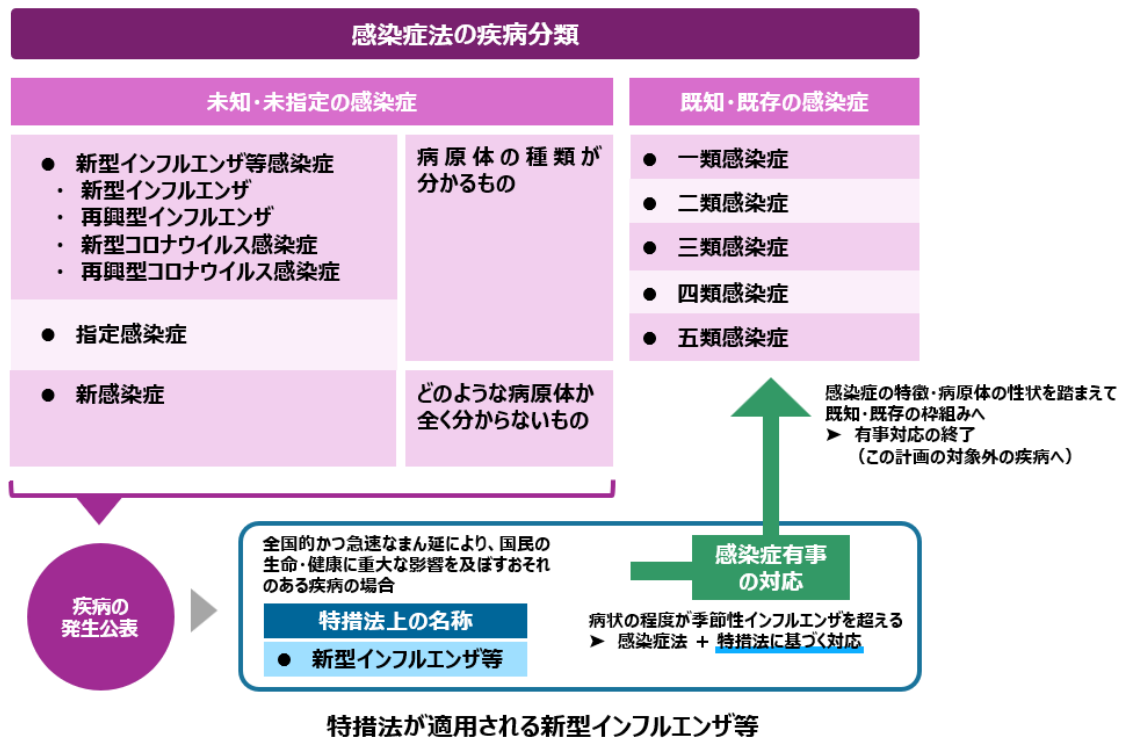 感染症法の疾病分類
未知・未指定の感染症
● 新型インフルエンザ等感染症
・ 新型インフルエンザ
・ 再興型インフルエンザ
・ 新型コロナウイルス感染症
・ 再興型コロナウイルス感染症
病原体の種類が
分かるもの
● 指定感染症
● 新感染症
どのような病原体か
全く分からないもの
既知・既存の感染症
● 一類感染症
● 二類感染症
● 三類感染症
● 四類感染症
● 五類感染症
感染症の特徴・病原体の性状を踏まえて
既知・既存の枠組みへ
➤ 有事対応の終了
（この計画の対象外の疾病へ）
疾病の
発生公表
全国的かつ急速なまん延により、国民の
生命・健康に重大な影響を及ぼすおそれ
のある疾病の場合
特措法上の名称
● 新型インフルエンザ等
感染症有事
の対応
病状の程度が季節性インフルエンザを超える
➤ 感染症法 + 特措法に基づく対応
特措法が適用される新型インフルエンザ等